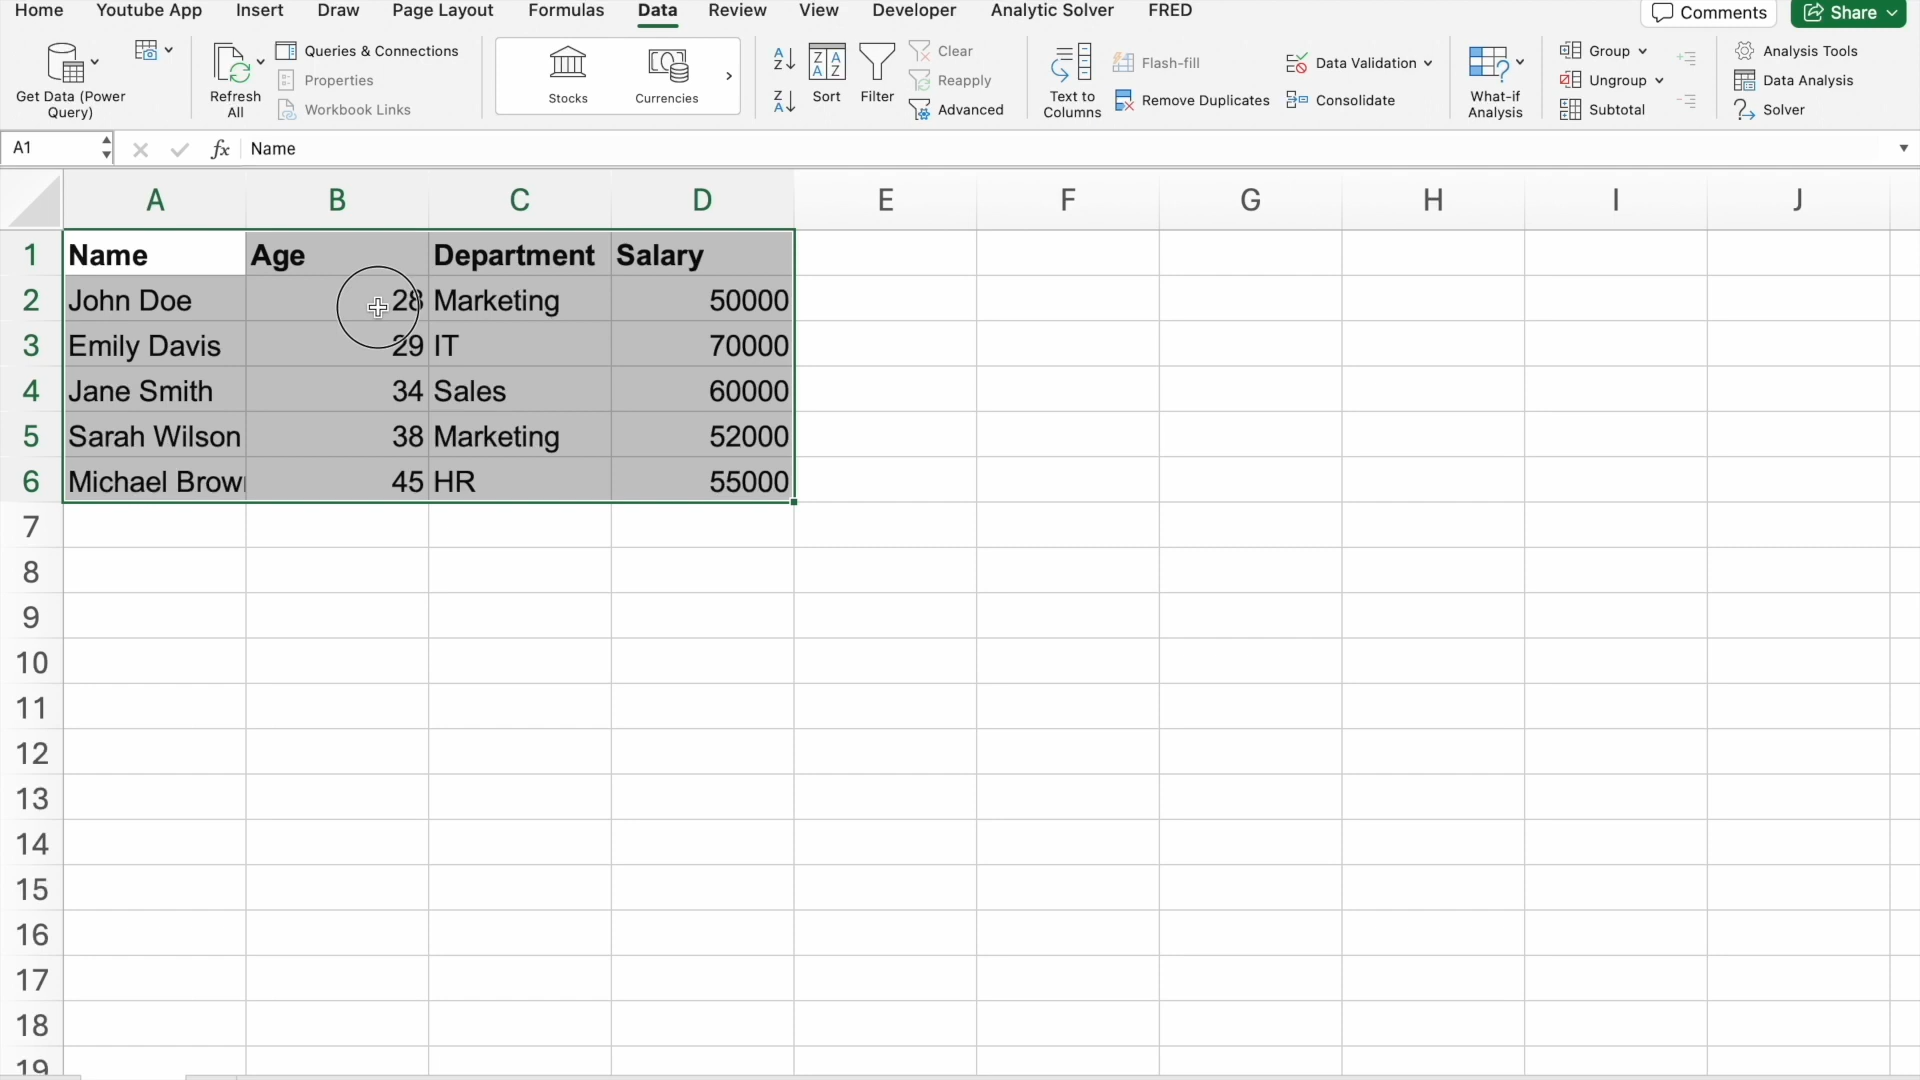 Home Youtube App Insert Draw Page Layout Formulas Data Review View Developer Analytic Solver FRED Comments Share
Get Data (Power Query)
Refresh All
Queries & Connections
Properties
Workbook Links
Stocks
Currencies
Sort
Filter
Clear
Reapply
Advanced
Text to Columns
Flash-fill
Remove Duplicates
Data Validation
Consolidate
What-if Analysis
Group
Ungroup
Subtotal
Analysis Tools
Data Analysis
Solver
A1 fx Name
A B C D E F G H I J
1 Name Age Department Salary
2 John Doe 28 Marketing 50000
3 Emily Davis 29 IT 70000
4 Jane Smith 34 Sales 60000
5 Sarah Wilson 38 Marketing 52000
6 Michael Brow 45 HR 55000
7
8
9
10
11
12
13
14
15
16
17
18
19